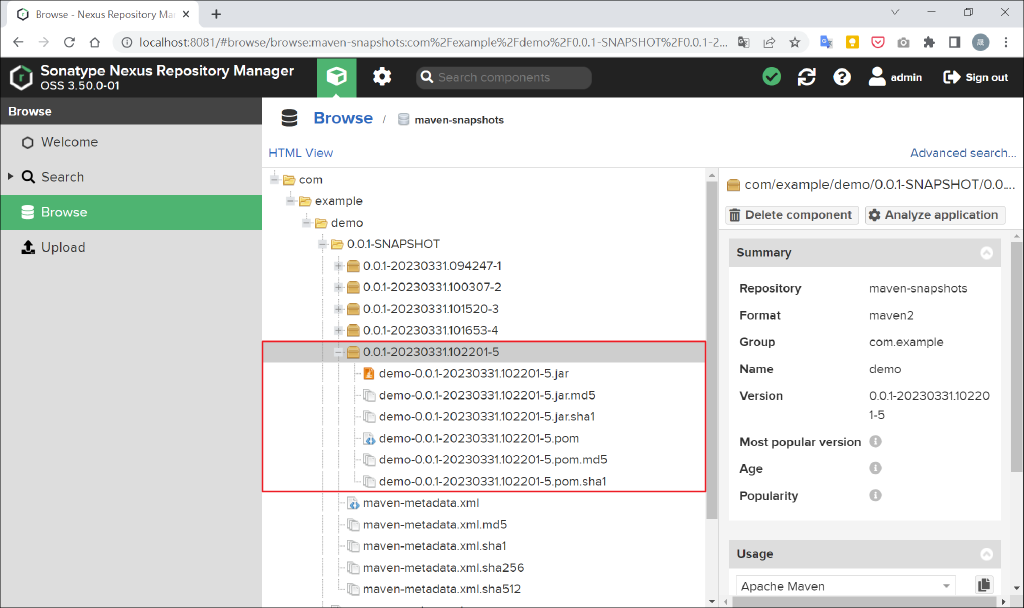 Browse - Nexus Repository Ma
localhost:8081/#browse/browse:maven-snapshots:com%2Fexample%2Fdemo%2F0.0.1-SNAPSHOT%2F0.0.1-2...
Sonatype Nexus Repository Manager
OSS 3.50.0-01
Search components
admin
Sign out
Browse
Welcome
Search
Browse
Upload
Browse / maven-snapshots
HTML View
Advanced search...
com
example
demo
0.0.1-SNAPSHOT
0.0.1-20230331.094247-1
0.0.1-20230331.100307-2
0.0.1-20230331.101520-3
0.0.1-20230331.101653-4
0.0.1-20230331.102201-5
demo-0.0.1-20230331.102201-5.jar
demo-0.0.1-20230331.102201-5.jar.md5
demo-0.0.1-20230331.102201-5.jar.sha1
demo-0.0.1-20230331.102201-5.pom
demo-0.0.1-20230331.102201-5.pom.md5
demo-0.0.1-20230331.102201-5.pom.sha1
maven-metadata.xml
maven-metadata.xml.md5
maven-metadata.xml.sha1
maven-metadata.xml.sha256
maven-metadata.xml.sha512
com/example/demo/0.0.1-SNAPSHOT/0.0....
Delete component
Analyze application
Summary
Repository maven-snapshots
Format maven2
Group com.example
Name demo
Version 0.0.1-20230331.10220
1-5
Most popular version
Age
Popularity
Usage
Apache Maven